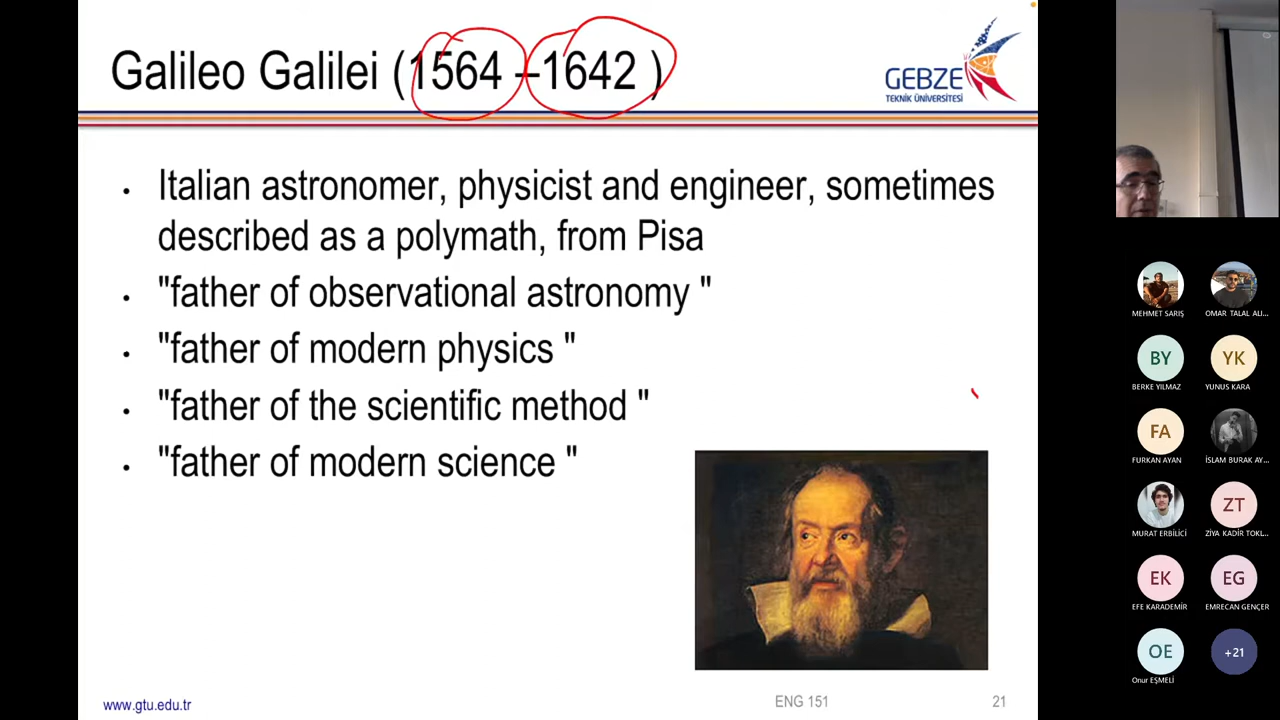 Galileo Galilei (1564 –1642 )
GEBZE
TEKNİK ÜNİVERSİTESİ
• Italian astronomer, physicist and engineer, sometimes
described as a polymath, from Pisa
• "father of observational astronomy "
• "father of modern physics "
• "father of the scientific method "
• "father of modern science "
www.gtu.edu.tr
ENG 151
21
MEHMET SARIŞ
OMAR TALAL ALI...
BY
YK
BERKE YILMAZ
YUNUS KARA
FA
FURKAN AYAN
İSLAM BURAK AY...
ZT
MURAT ERBİLİCİ
ZİYA KADİR TOKL...
EK
EG
EFE KARADEMİR
EMRECAN GENÇER
OE
+21
Onur EŞMELİ